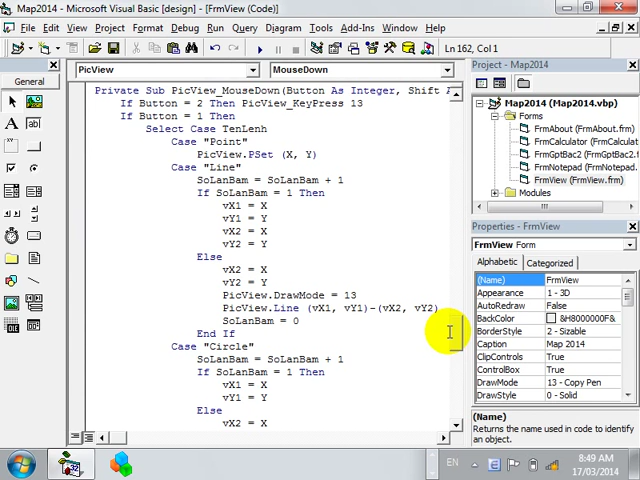 Map2014 - Microsoft Visual Basic [design] - [FrmView (Code)]
File Edit View Project Format Debug Run Query Diagram Tools Add-Ins Window Help
Ln 162, Col 1
General
PicView
MouseDown
Private Sub PicView_MouseDown(Button As Integer, Shift
If Button = 2 Then PicView_KeyPress 13
If Button = 1 Then
Select Case TenLenh
Case "Point"
PicView.PSet (X, Y)
Case "Line"
SoLanBam = SoLanBam + 1
If SoLanBam = 1 Then
vX1 = X
vY1 = Y
vX2 = X
vY2 = Y
Else
vX2 = X
vY2 = Y
PicView.DrawMode = 13
PicView.Line (vX1, vY1)-(vX2, vY2)
SoLanBam = 0
End If
Case "Circle"
SoLanBam = SoLanBam + 1
If SoLanBam = 1 Then
vX1 = X
vY1 = Y
Else
vX2 = X
Project - Map2014
Map2014 (Map2014.vbp)
Forms
FrmAbout (FrmAbout.frm)
FrmCalculator (FrmCalculator
FrmGptBac2 (FrmGptBac2.fr
FrmNotepad (FrmNotepad.fr
FrmView (FrmView.frm)
Modules
Properties - FrmView
FrmView Form
Alphabetic Categorized
(Name) FrmView
Appearance 1 - 3D
AutoRedraw False
BackColor &H8000000F&
BorderStyle 2 - Sizable
Caption Map 2014
ClipControls True
ControlBox True
DrawMode 13 - Copy Pen
DrawStyle 0 - Solid
(Name)
Returns the name used in code to identify
an object.
EN
8:49 AM
17/03/2014